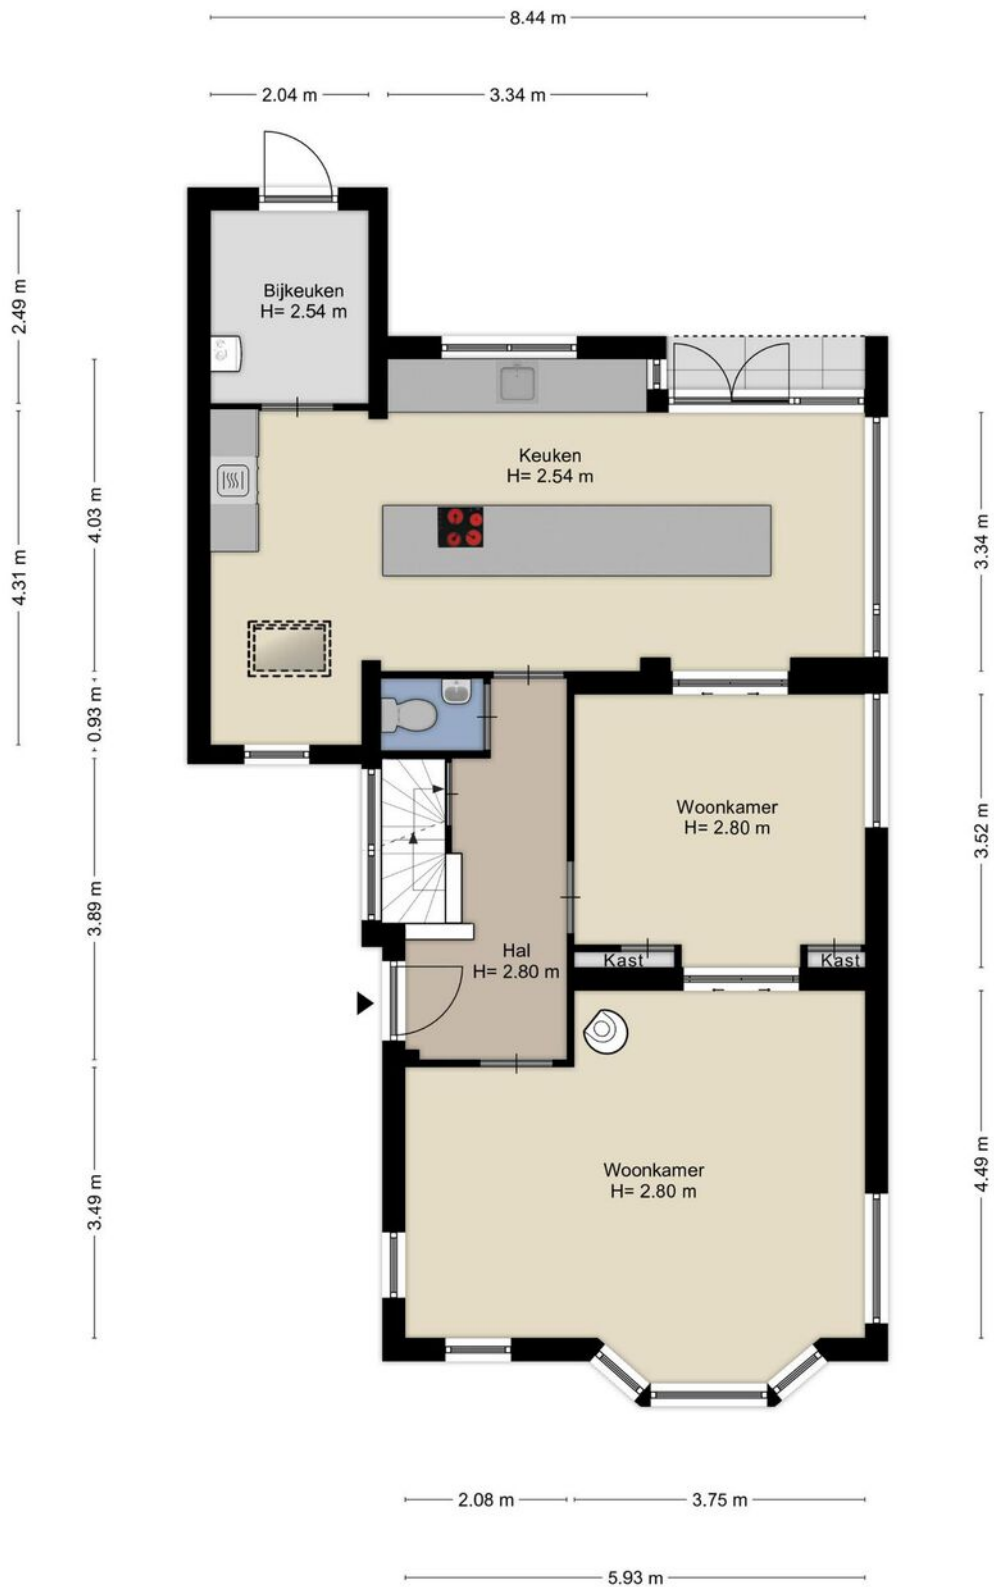 8.44 m
2.04 m
3.34 m
2.49 m
Bijkeuken
H= 2.54 m
4.31 m
4.03 m
Keuken
H= 2.54 m
3.34 m
0.93 m
Woonkamer
H= 2.80 m
3.52 m
3.89 m
Hal
H= 2.80 m
Kast
Kast
3.49 m
Woonkamer
H= 2.80 m
4.49 m
2.08 m
3.75 m
5.93 m